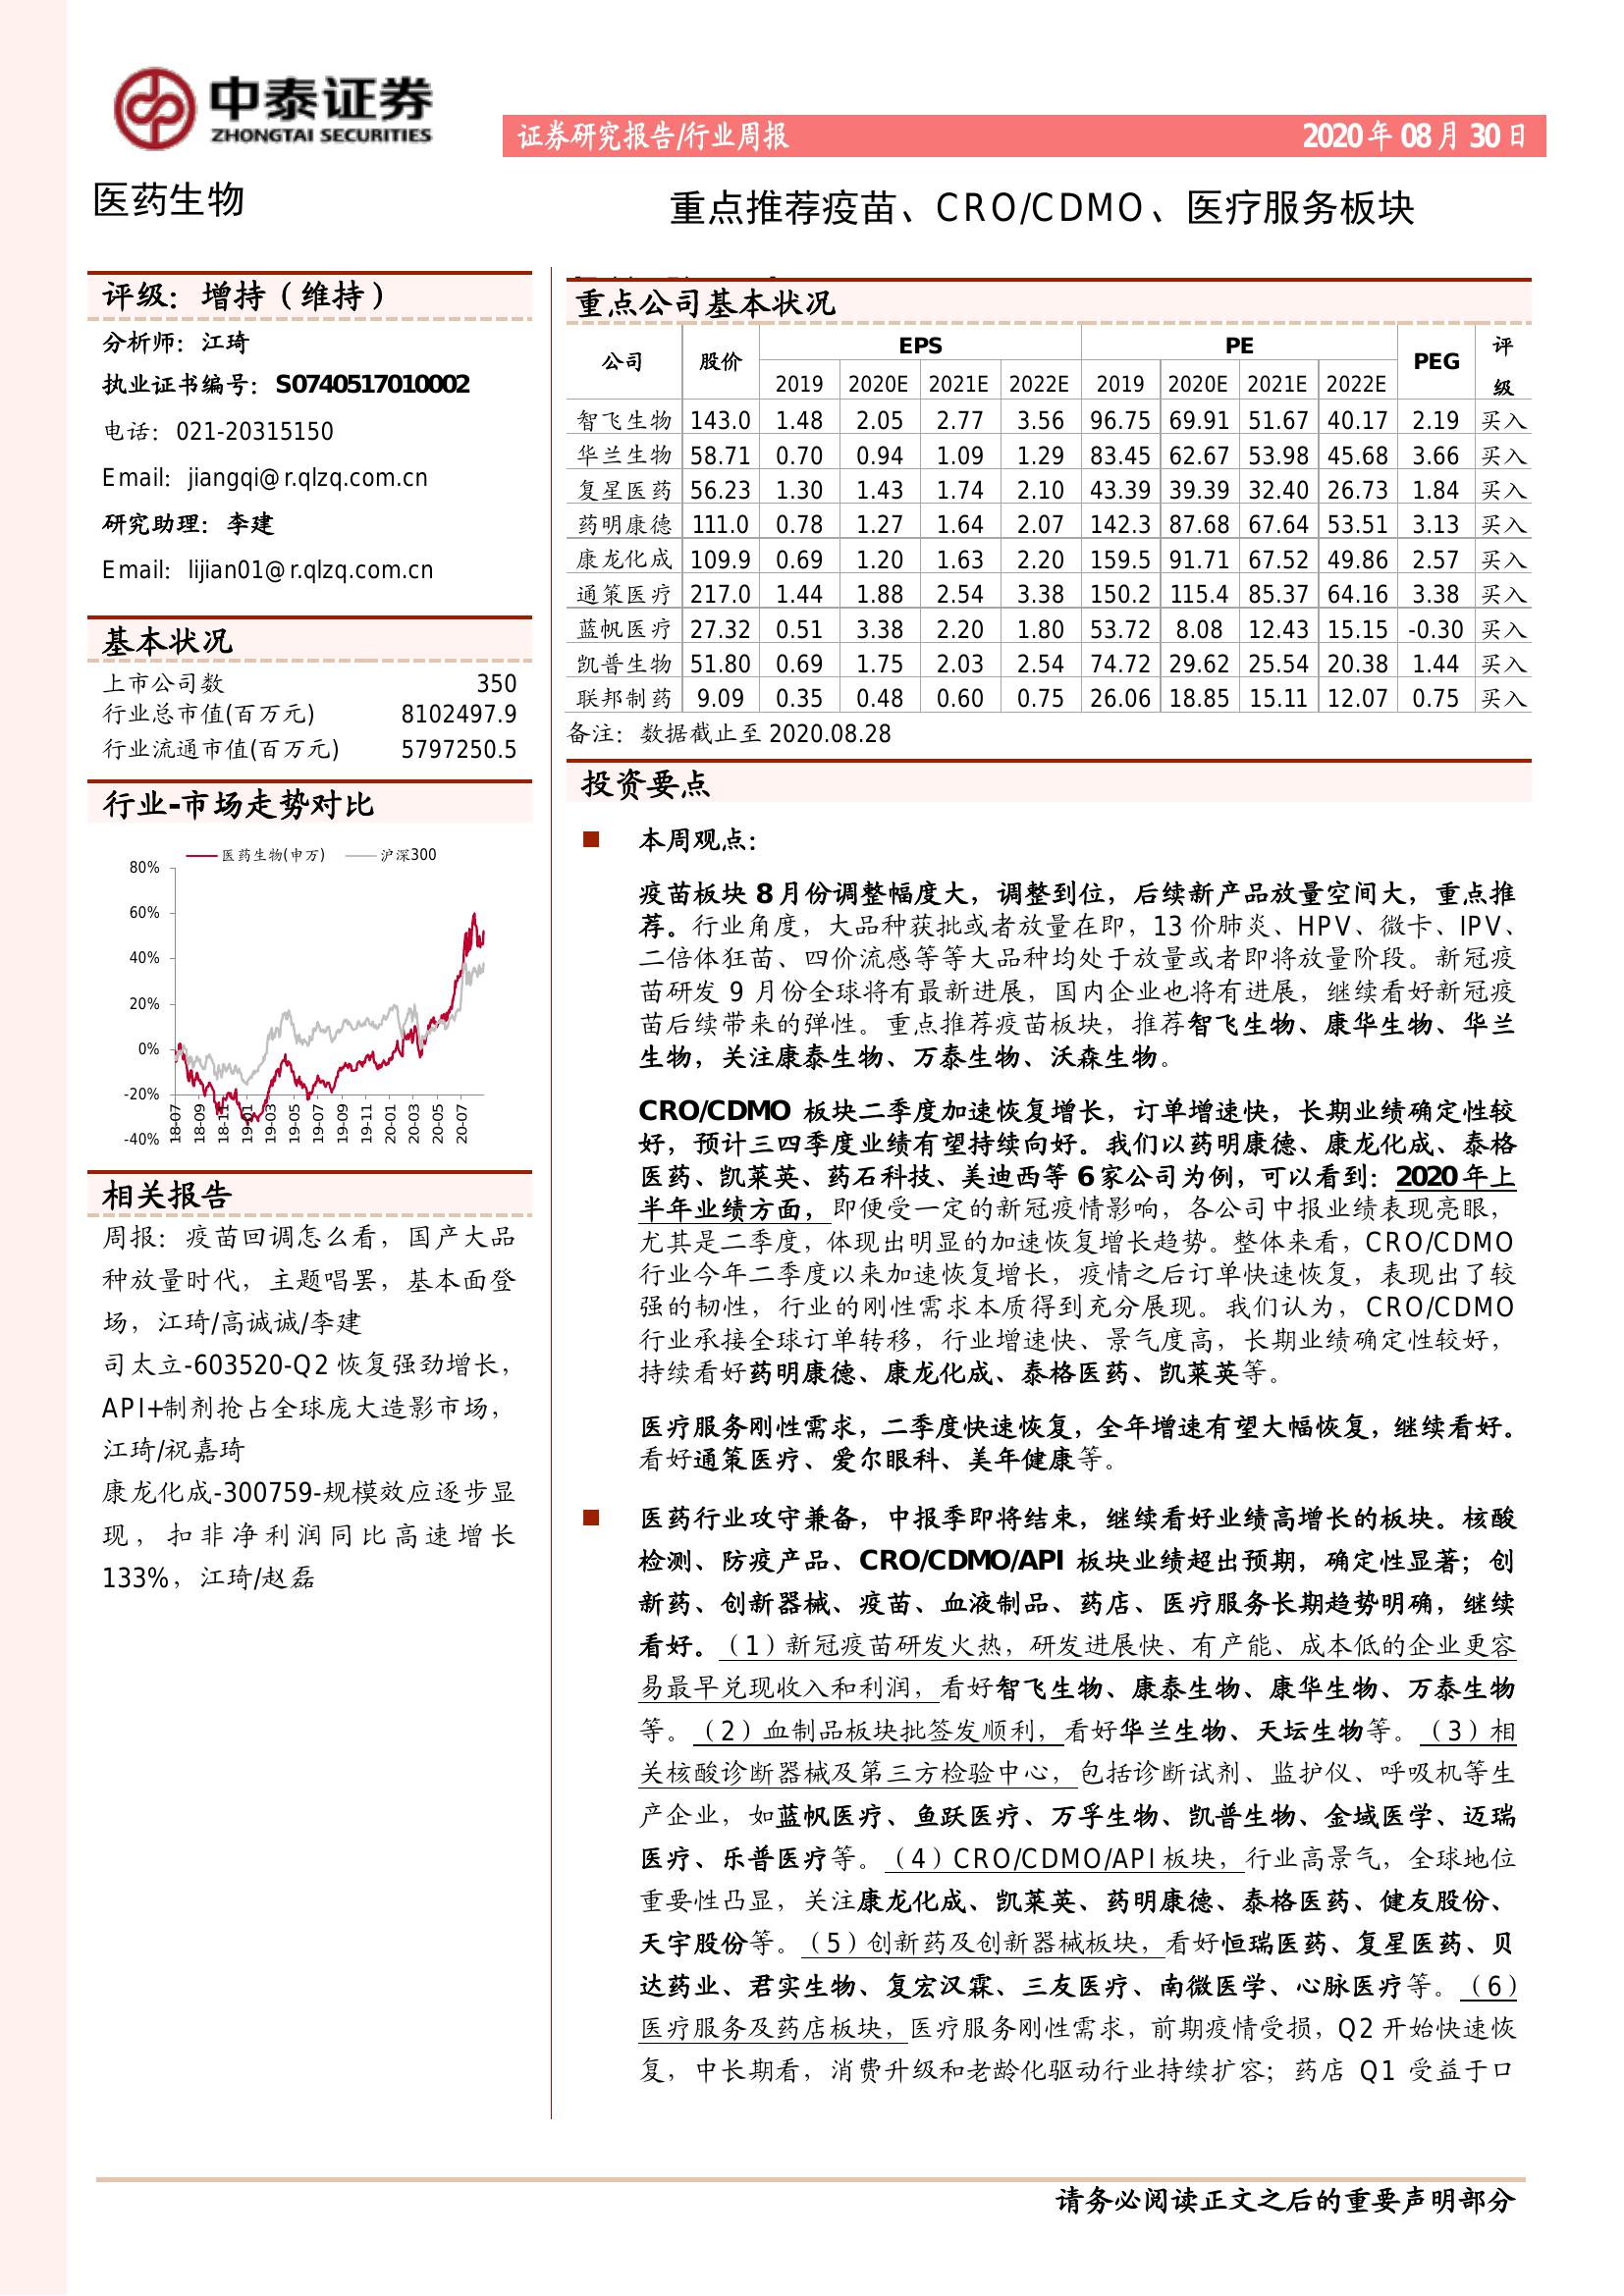 中泰证券
ZHONGTAI SECURITIES
证券研究报告/行业周报 2020年08月30日
医药生物
重点推荐疫苗、CRO/CDMO、医疗服务板块
评级：增持（维持）
分析师：江琦
执业证书编号：S0740517010002
电话：021-20315150
Email：jiangqi@r.qlzq.com.cn
研究助理：李建
Email：lijian01@r.qlzq.com.cn
基本状况
上市公司数 350
行业总市值(百万元) 8102497.9
行业流通市值(百万元) 5797250.5
行业-市场走势对比
医药生物(申万) 沪深300
80%
60%
40%
20%
0%
-20%
-40%
18-07 18-09 18-11 19-01 19-03 19-05 19-07 19-09 19-11 20-01 20-03 20-05 20-07
相关报告
周报：疫苗回调怎么看，国产大品
种放量时代，主题唱罢，基本面登
场，江琦/高诚诚/李建
司太立-603520-Q2恢复强劲增长，
API+制剂抢占全球庞大造影市场，
江琦/祝嘉琦
康龙化成-300759-规模效应逐步显
现，扣非净利润同比高速增长
133%，江琦/赵磊
重点公司基本状况
公司 股价 EPS PE PEG 评级
2019 2020E 2021E 2022E 2019 2020E 2021E 2022E
智飞生物 143.0 1.48 2.05 2.77 3.56 96.75 69.91 51.67 40.17 2.19 买入
华兰生物 58.71 0.70 0.94 1.09 1.29 83.45 62.67 53.98 45.68 3.66 买入
复星医药 56.23 1.30 1.43 1.74 2.10 43.39 39.39 32.40 26.73 1.84 买入
药明康德 111.0 0.78 1.27 1.64 2.07 142.3 87.68 67.64 53.51 3.13 买入
康龙化成 109.9 0.69 1.20 1.63 2.20 159.5 91.71 67.52 49.86 2.57 买入
通策医疗 217.0 1.44 1.88 2.54 3.38 150.2 115.4 85.37 64.16 3.38 买入
蓝帆医疗 27.32 0.51 3.38 2.20 1.80 53.72 8.08 12.43 15.15 -0.30 买入
凯普生物 51.80 0.69 1.75 2.03 2.54 74.72 29.62 25.54 20.38 1.44 买入
联邦制药 9.09 0.35 0.48 0.60 0.75 26.06 18.85 15.11 12.07 0.75 买入
备注：数据截止至2020.08.28
投资要点
■ 本周观点：
疫苗板块8月份调整幅度大，调整到位，后续新产品放量空间大，重点推
荐。行业角度，大品种获批或者放量在即，13价肺炎、HPV、微卡、IPV、
二倍体狂苗、四价流感等等大品种均处于放量或者即将放量阶段。新冠疫
苗研发9月份全球将有最新进展，国内企业也将有进展，继续看好新冠疫
苗后续带来的弹性。重点推荐疫苗板块，推荐智飞生物、康华生物、华兰
生物，关注康泰生物、万泰生物、沃森生物。
CRO/CDMO 板块二季度加速恢复增长，订单增速快，长期业绩确定性较
好，预计三四季度业绩有望持续向好。我们以药明康德、康龙化成、泰格
医药、凯莱英、药石科技、美迪西等6家公司为例，可以看到：2020年上
半年业绩方面，即便受一定的新冠疫情影响，各公司中报业绩表现亮眼，
尤其是二季度，体现出明显的加速恢复增长趋势。整体来看，CRO/CDMO
行业今年二季度以来加速恢复增长，疫情之后订单快速恢复，表现出了较
强的韧性，行业的刚性需求本质得到充分展现。我们认为，CRO/CDMO
行业承接全球订单转移，行业增速快、景气度高，长期业绩确定性较好，
持续看好药明康德、康龙化成、泰格医药、凯莱英等。
医疗服务刚性需求，二季度快速恢复，全年增速有望大幅恢复，继续看好。
看好通策医疗、爱尔眼科、美年健康等。
■ 医药行业攻守兼备，中报季即将结束，继续看好业绩高增长的板块。核酸
检测、防疫产品、CRO/CDMO/API 板块业绩超出预期，确定性显著；创
新药、创新器械、疫苗、血液制品、药店、医疗服务长期趋势明确，继续
看好。（1）新冠疫苗研发火热，研发进展快、有产能、成本低的企业更容
易最早兑现收入和利润，看好智飞生物、康泰生物、康华生物、万泰生物
等。（2）血制品板块批签发顺利，看好华兰生物、天坛生物等。（3）相
关核酸诊断器械及第三方检验中心，包括诊断试剂、监护仪、呼吸机等生
产企业，如蓝帆医疗、鱼跃医疗、万孚生物、凯普生物、金域医学、迈瑞
医疗、乐普医疗等。（4）CRO/CDMO/API板块，行业高景气，全球地位
重要性凸显，关注康龙化成、凯莱英、药明康德、泰格医药、健友股份、
天宇股份等。（5）创新药及创新器械板块，看好恒瑞医药、复星医药、贝
达药业、君实生物、复宏汉霖、三友医疗、南微医学、心脉医疗等。（6）
医疗服务及药店板块，医疗服务刚性需求，前期疫情受损，Q2开始快速恢
复，中长期看，消费升级和老龄化驱动行业持续扩容；药店 Q1 受益于口
请务必阅读正文之后的重要声明部分